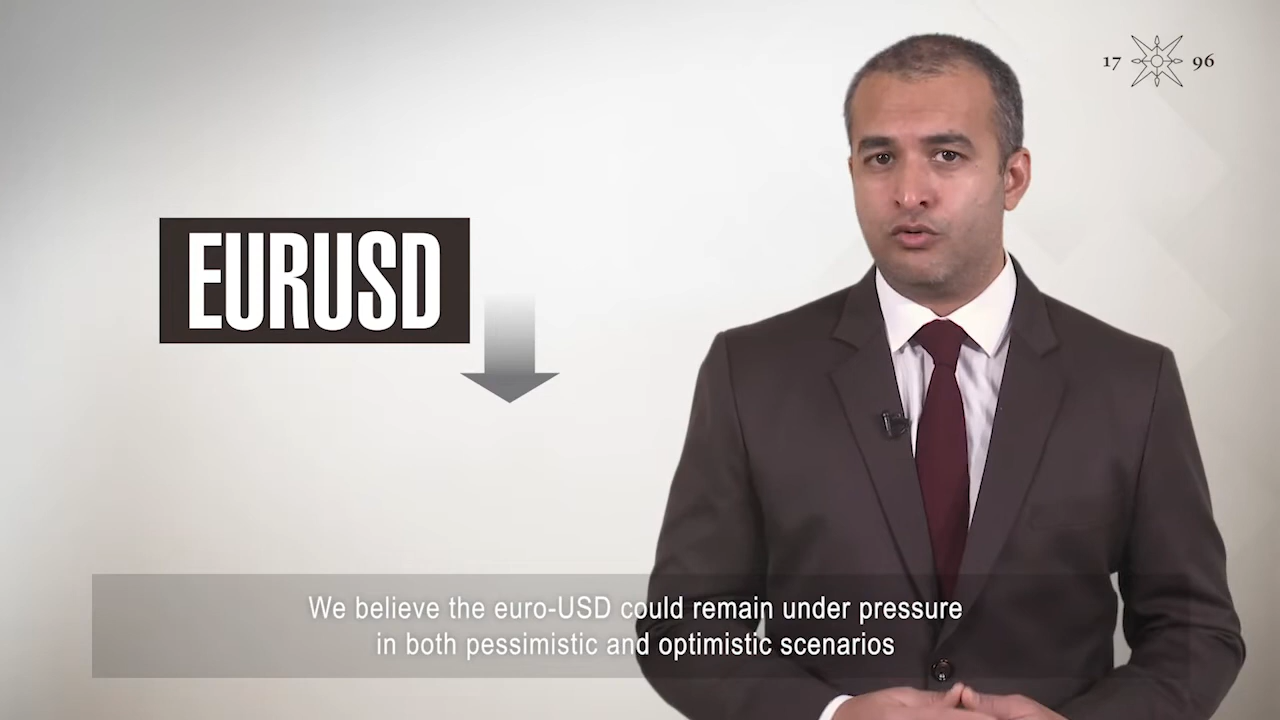 17 96
EURUSD
We believe the euro-USD could remain under pressure
in both pessimistic and optimistic scenarios